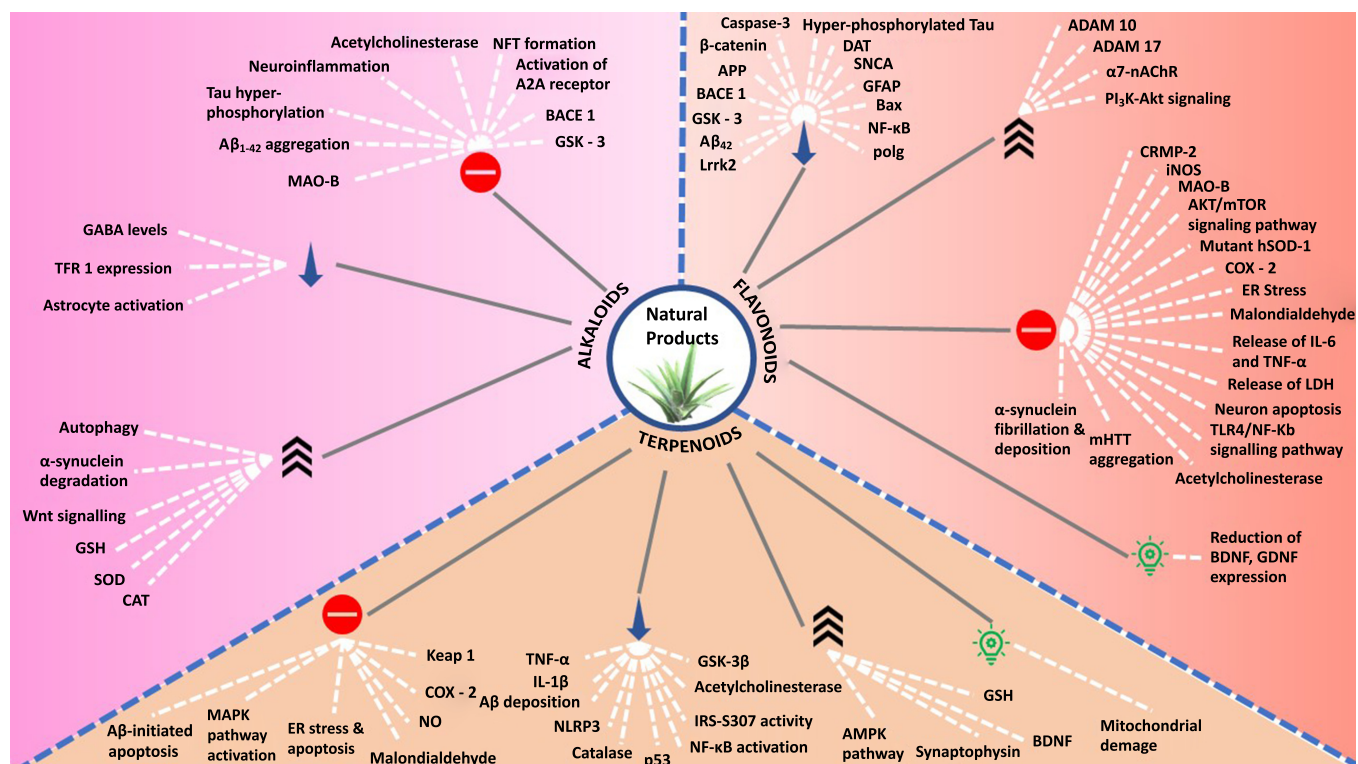 Natural
Products
ALKALOIDS
FLAVONOIDS
TERPENOIDS
Acetylcholinesterase
NFT formation
Neuroinflammation
Activation of
A2A receptor
Tau hyper-
phosphorylation
BACE 1
Aβ1-42 aggregation
GSK - 3
MAO-B
GABA levels
TFR 1 expression
Astrocyte activation
Autophagy
α-synuclein
degradation
Wnt signalling
GSH
SOD
CAT
Caspase-3
Hyper-phosphorylated Tau
β-catenin
DAT
APP
SNCA
BACE 1
GFAP
GSK - 3
Bax
Aβ42
NF-κB
Lrrk2
polg
ADAM 10
ADAM 17
α7-nAChR
PI3K-Akt signaling
CRMP-2
iNOS
MAO-B
AKT/mTOR
signaling pathway
Mutant hSOD-1
COX - 2
ER Stress
Malondialdehyde
Release of IL-6
and TNF-α
Release of LDH
Neuron apoptosis
TLR4/NF-Kb
signalling pathway
Acetylcholinesterase
mHTT
aggregation
α-synuclein
fibrillation &
deposition
Reduction of
BDNF, GDNF
expression
Keap 1
COX - 2
NO
Malondialdehyde
ER stress &
apoptosis
MAPK
pathway
activation
Aβ-initiated
apoptosis
TNF-α
IL-1β
Aβ deposition
NLRP3
Catalase
p53
GSK-3β
Acetylcholinesterase
IRS-S307 activity
NF-κB activation
GSH
BDNF
Synaptophysin
AMPK
pathway
Mitochondrial
damage